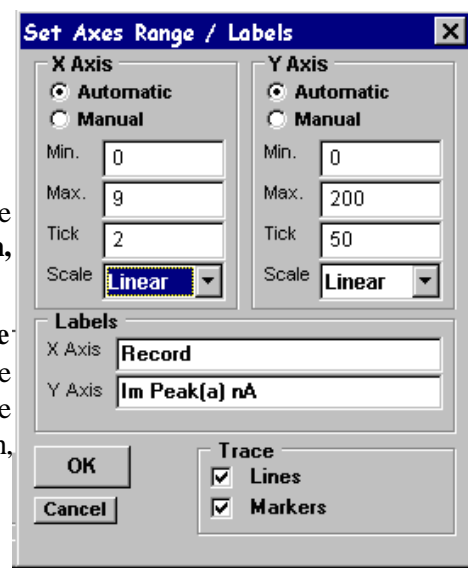 Set Axes Range / Labels
X Axis
Automatic
Manual
Min. 0
Max. 9
Tick 2
Scale Linear
Y Axis
Automatic
Manual
Min. 0
Max. 200
Tick 50
Scale Linear
Labels
X Axis Record
Y Axis Im Peak(a) nA
OK
Cancel
Trace
Lines
Markers